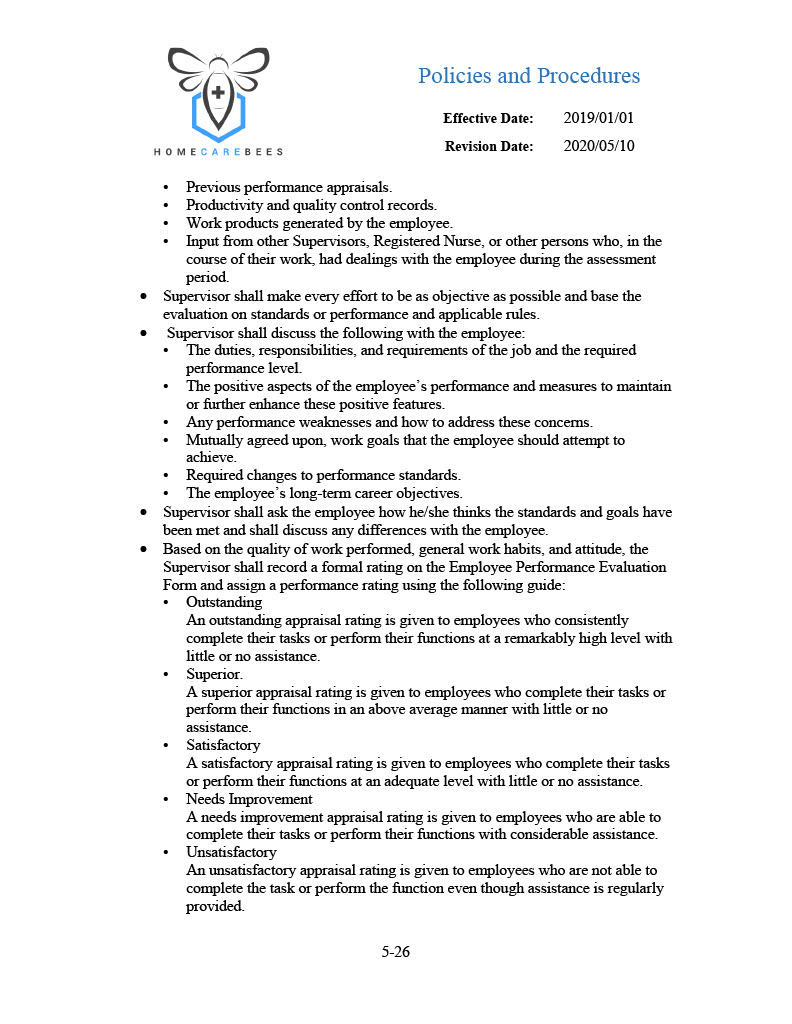 Policies and Procedures
Effective Date: 2019/01/01
Revision Date: 2020/05/10
HOMECAREBEES
• Previous performance appraisals.
• Productivity and quality control records.
• Work products generated by the employee.
• Input from other Supervisors, Registered Nurse, or other persons who, in the
course of their work, had dealings with the employee during the assessment
period.
• Supervisor shall make every effort to be as objective as possible and base the
evaluation on standards or performance and applicable rules.
• Supervisor shall discuss the following with the employee:
• The duties, responsibilities, and requirements of the job and the required
performance level.
• The positive aspects of the employee’s performance and measures to maintain
or further enhance these positive features.
• Any performance weaknesses and how to address these concerns.
• Mutually agreed upon, work goals that the employee should attempt to
achieve.
• Required changes to performance standards.
• The employee’s long-term career objectives.
• Supervisor shall ask the employee how he/she thinks the standards and goals have
been met and shall discuss any differences with the employee.
• Based on the quality of work performed, general work habits, and attitude, the
Supervisor shall record a formal rating on the Employee Performance Evaluation
Form and assign a performance rating using the following guide:
• Outstanding
An outstanding appraisal rating is given to employees who consistently
complete their tasks or perform their functions at a remarkably high level with
little or no assistance.
• Superior.
A superior appraisal rating is given to employees who complete their tasks or
perform their functions in an above average manner with little or no
assistance.
• Satisfactory
A satisfactory appraisal rating is given to employees who complete their tasks
or perform their functions at an adequate level with little or no assistance.
• Needs Improvement
A needs improvement appraisal rating is given to employees who are able to
complete their tasks or perform their functions with considerable assistance.
• Unsatisfactory
An unsatisfactory appraisal rating is given to employees who are not able to
complete the task or perform the function even though assistance is regularly
provided.
5-26